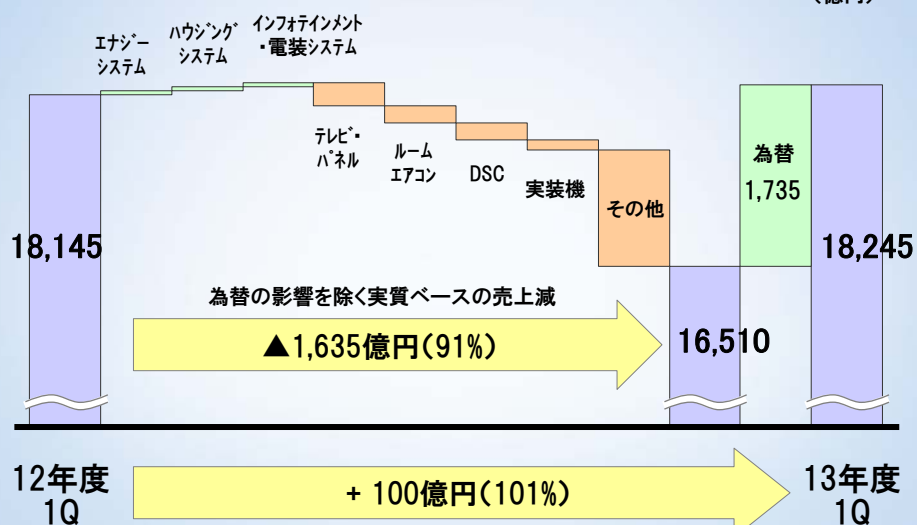 (億円)
エナジー
システム
ハウジング
システム
インフォテインメント
・電装システム
テレビ・
パネル
ルーム
エアコン
DSC
実装機
その他
為替
1,735
18,145
18,245
為替の影響を除く実質ベースの売上減
▲1,635億円(91%)
16,510
12年度
1Q
+ 100億円(101%)
13年度
1Q